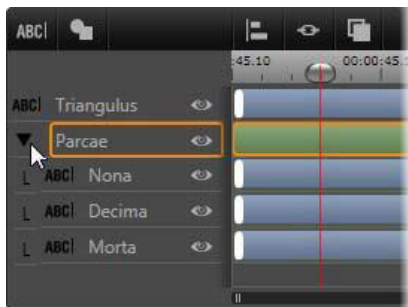 ABC
:45.10 00:00:45.
ABC Triangulus
Parcae
ABC Nona
ABC Decima
ABC Morta